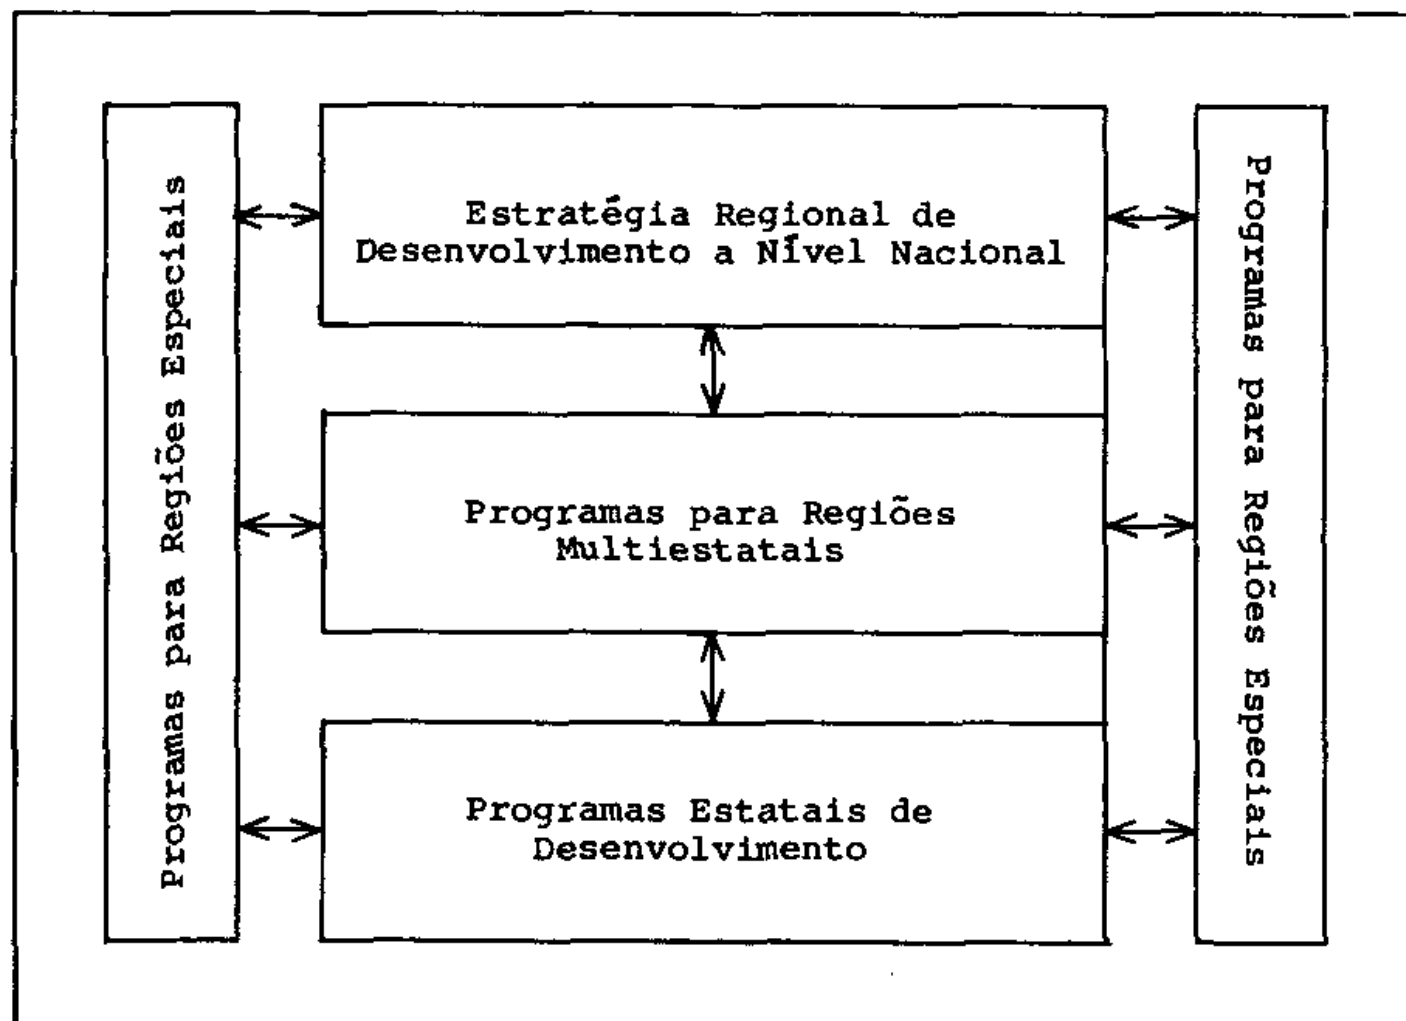 Programas para Regiões Especiais
Estratégia Regional de
Desenvolvimento a Nível Nacional
Programas para Regiões
Multiestatais
Programas Estatais de
Desenvolvimento
Programas para Regiões Especiais